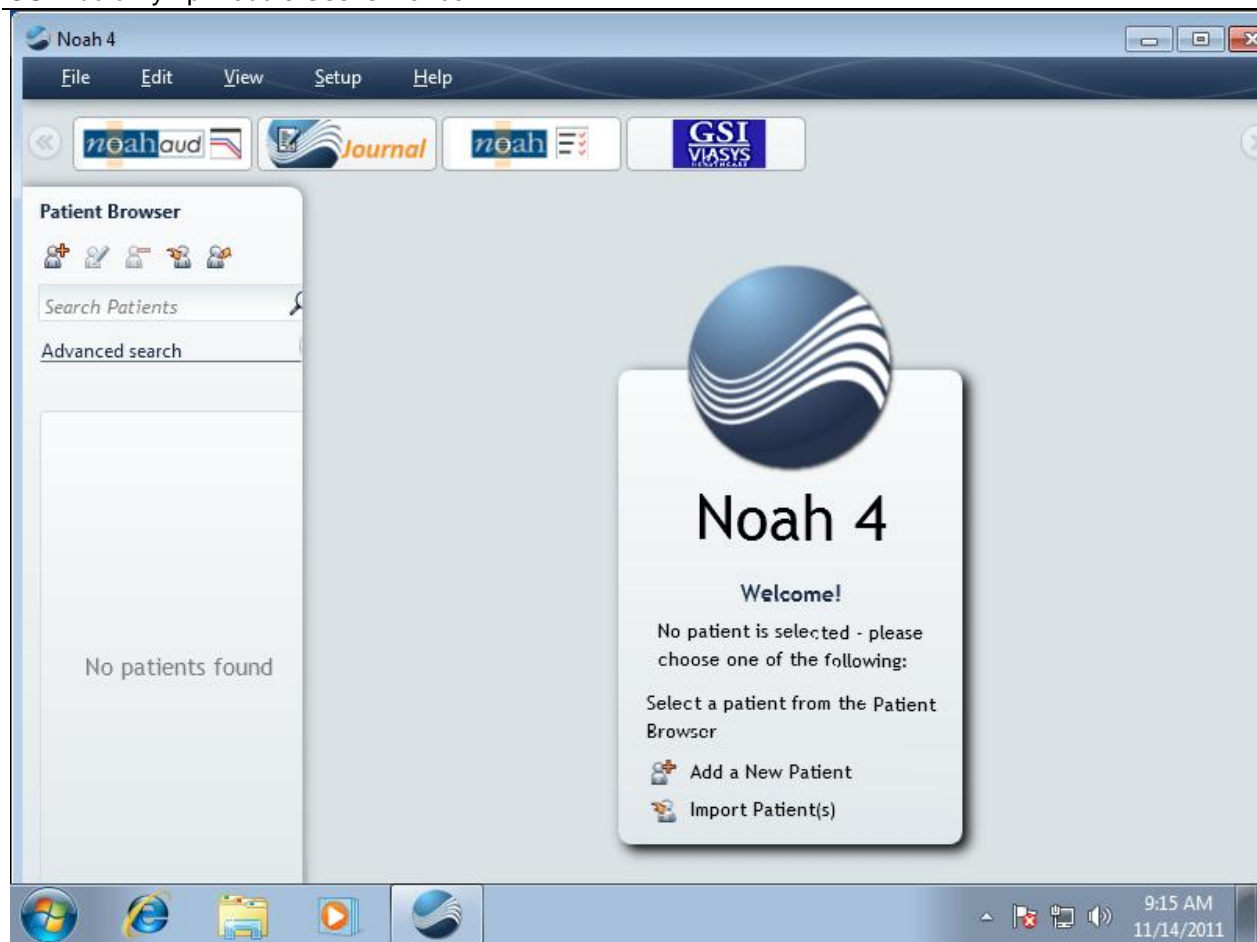 Noah 4
File Edit View Setup Help
noahaud Journal noah GSI
VIASYS
HEALTHCARE
Patient Browser
Search Patients
Advanced search
No patients found
Noah 4
Welcome!
No patient is selected - please
choose one of the following:
Select a patient from the Patient
Browser
Add a New Patient
Import Patient(s)
9:15 AM
11/14/2011